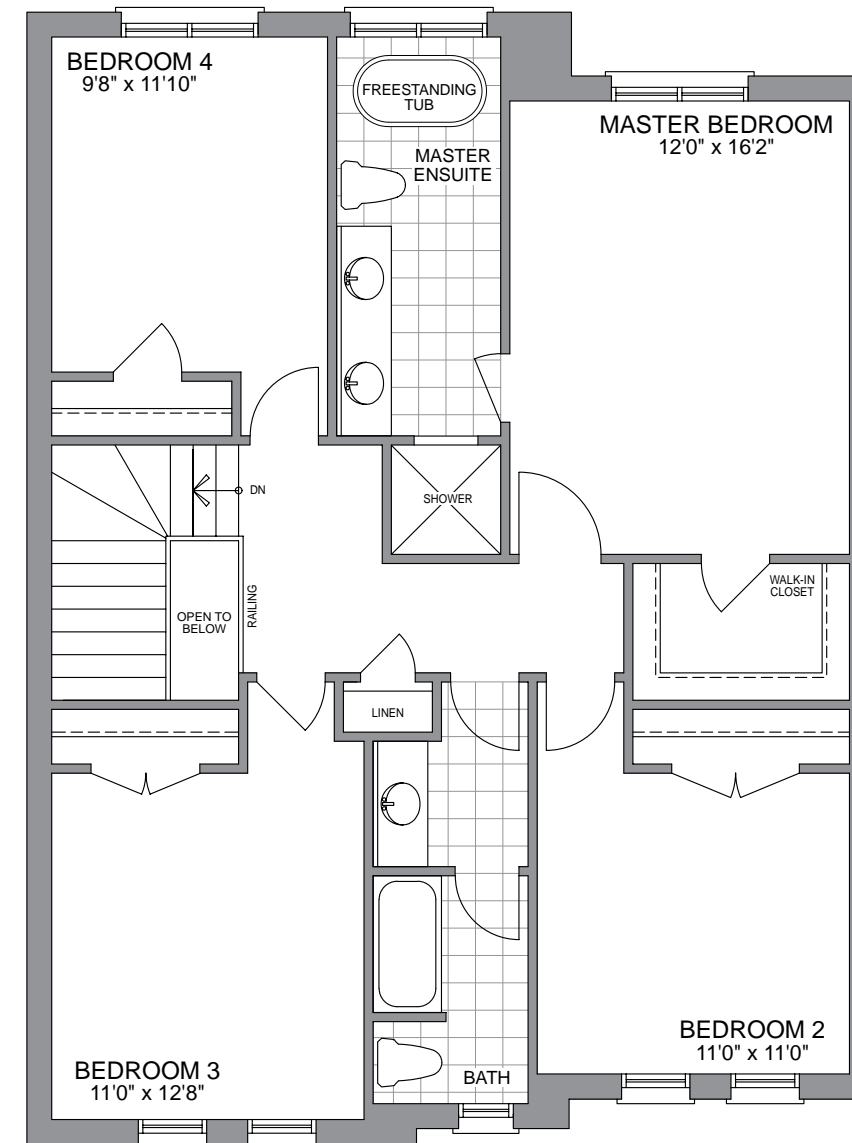 BEDROOM 4
9'8" x 11'10"
FREESTANDING
TUB
MASTER
ENSUITE
MASTER BEDROOM
12'0" x 16'2"
DN
SHOWER
OPEN TO
BELOW
RAILING
WALK-IN
CLOSET
LINEN
BEDROOM 3
11'0" x 12'8"
BATH
BEDROOM 2
11'0" x 11'0"